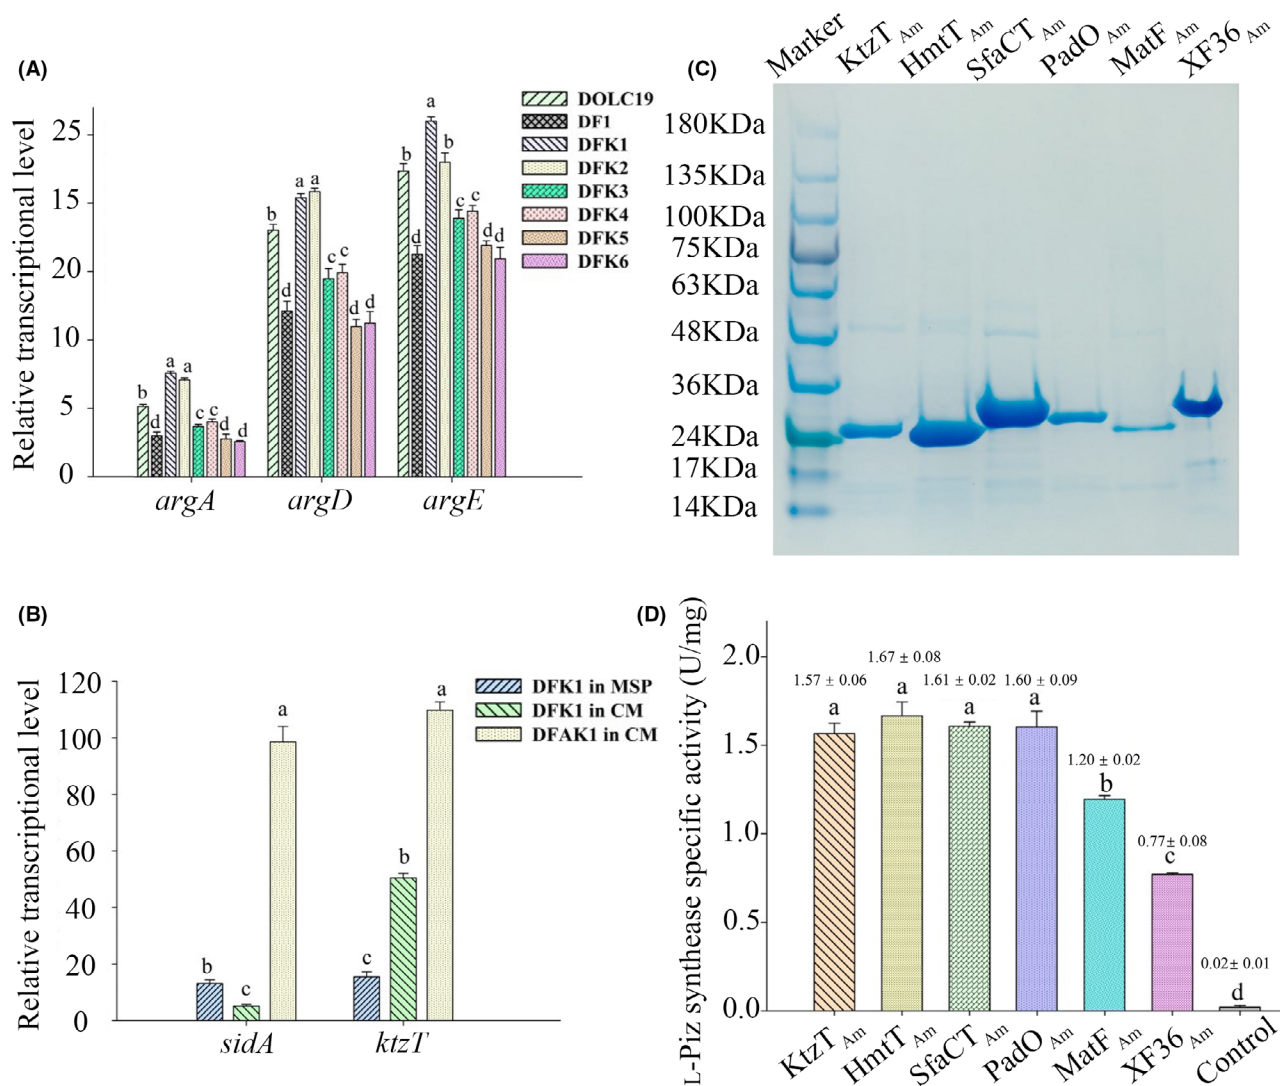 (A)
Relative transcriptional level
25
15
20
10
5
0
b
d
a
a
c
c
d
d
b
d
a
a
c
c
d
d
b
d
a
b
c
c
d
d
argA
argD
argE
DOLC19
DF1
DFK1
DFK2
DFK3
DFK4
DFK5
DFK6
(C)
Marker
KtzT Am
HmtT Am
SfaCT Am
PadO Am
MatF Am
XF36 Am
180KDa
135KDa
100KDa
75KDa
63KDa
48KDa
36KDa
24KDa
17KDa
14KDa
(B)
Relative transcriptional level
120
100
80
60
40
20
0
b
c
a
c
b
a
sidA
ktzT
DFK1 in MSP
DFK1 in CM
DFAK1 in CM
(D)
L-Piz synthease specific activity (U/mg)
2.0
1.5
1.0
0.5
0.0
1.57 ± 0.06
a
1.67 ± 0.08
a
1.61 ± 0.02
a
1.60 ± 0.09
a
1.20 ± 0.02
b
0.77± 0.08
c
0.02± 0.01
d
KtzT Am
HmtT Am
SfaCT Am
PadO Am
MatF Am
XF36 Am
Control